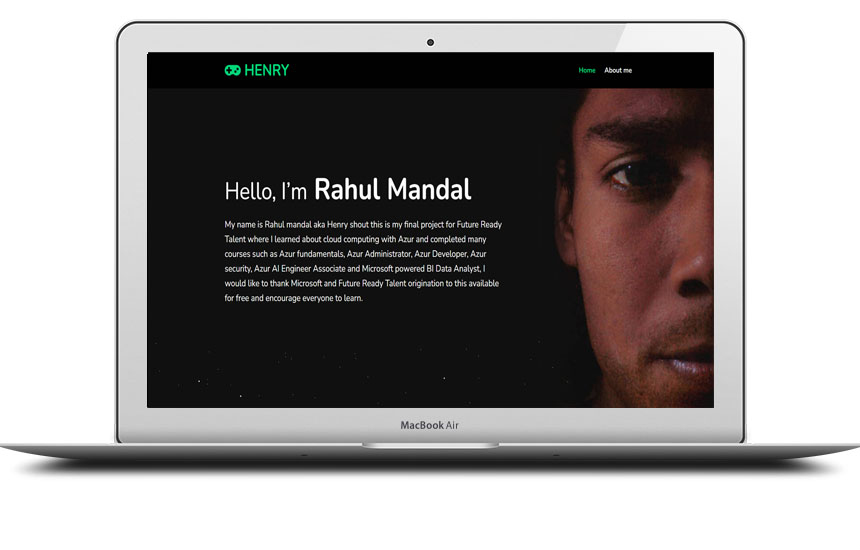 HENRY
Home About me
Hello, I'm Rahul Mandal
My name is Rahul mandal aka Henry shout this is my final project for Future Ready
Talent where I learned about cloud computing with Azur and completed many
courses such as Azur fundamentals, Azur Administrator, Azur Developer, Azur
security, Azur AI Engineer Associate and Microsoft powered BI Data Analyst, I
would like to thank Microsoft and Future Ready Talent origination to this available
for free and encourage everyone to learn.
MacBook Air